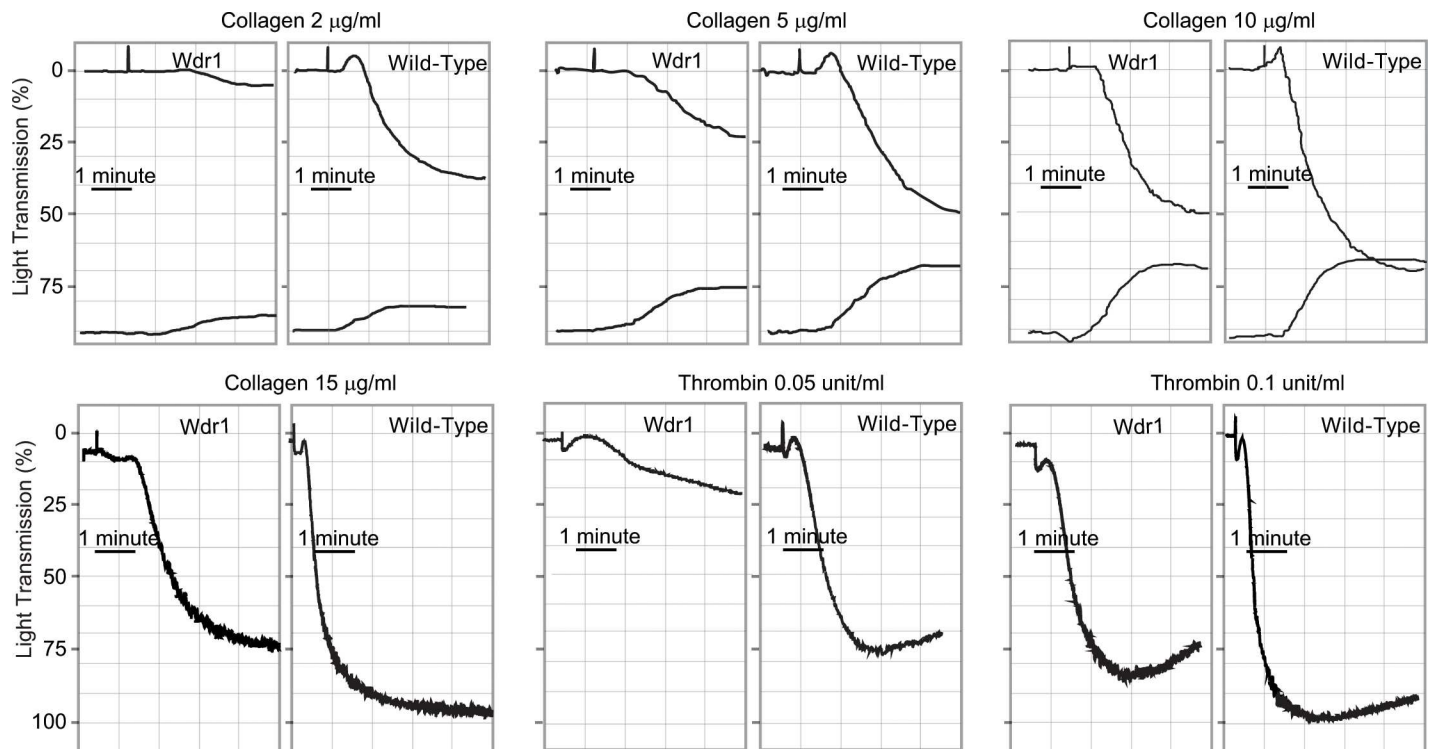 Collagen 2 μg/ml
Collagen 5 μg/ml
Collagen 10 μg/ml
Light Transmission (%)
0
25
50
75
Wdr1
1 minute
Wild-Type
1 minute
Wdr1
1 minute
Wild-Type
1 minute
Wdr1
1 minute
Wild-Type
1 minute
Collagen 15 μg/ml
Thrombin 0.05 unit/ml
Thrombin 0.1 unit/ml
Light Transmission (%)
0
25
50
75
100
Wdr1
1 minute
Wild-Type
1 minute
Wdr1
1 minute
Wild-Type
1 minute
Wdr1
1 minute
Wild-Type
1 minute